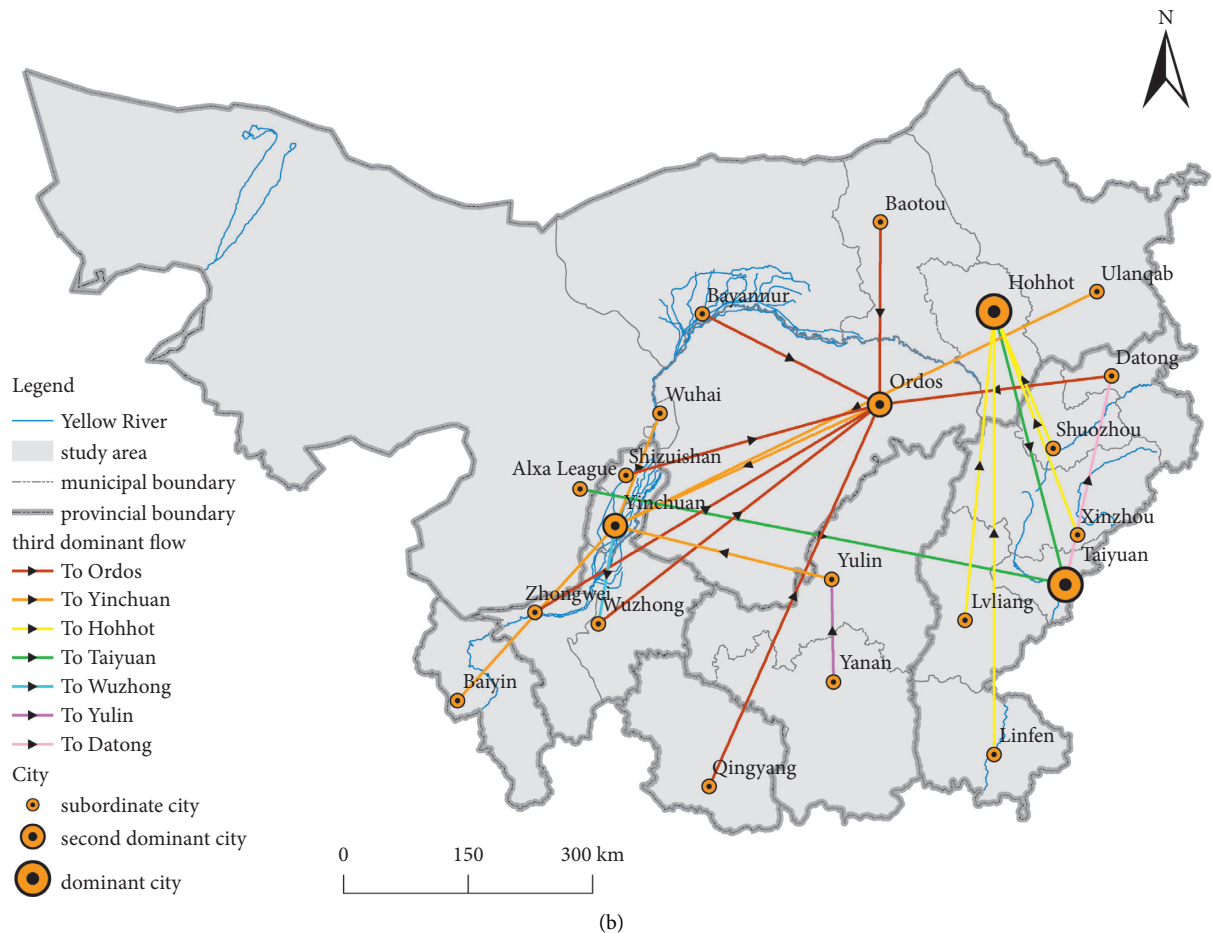 N
Baotou
Hohhot
Ulanqab
Bayannur
Datong
Ordos
Wuhai
Shuozhou
Alxa League
Shizuishan
Yinchuan
Xinzhou
Taiyuan
Yulin
Zhongwei
Wuzhong
Lvliang
Yanan
Baiyin
Linfen
Qingyang
Legend
Yellow River
study area
municipal boundary
provincial boundary
third dominant flow
To Ordos
To Yinchuan
To Hohhot
To Taiyuan
To Wuzhong
To Yulin
To Datong
City
subordinate city
second dominant city
dominant city
0 150 300 km
(b)